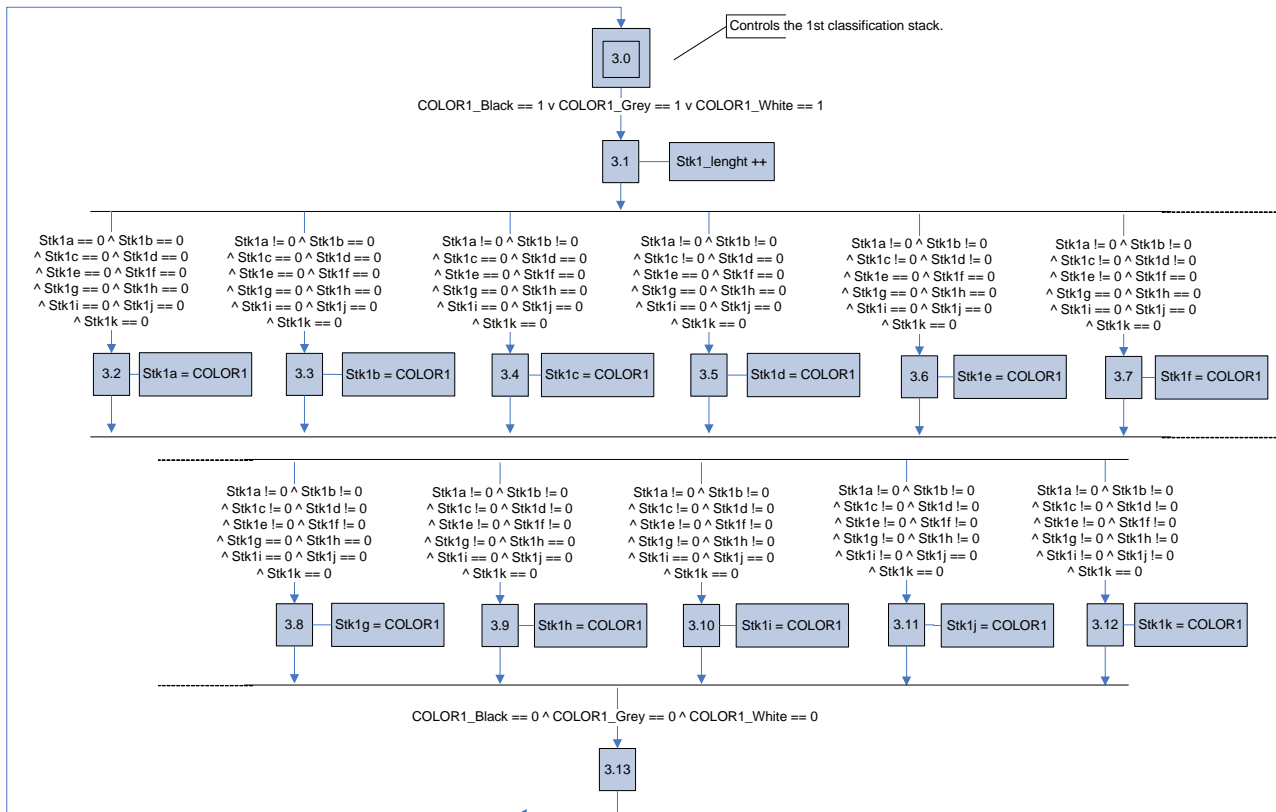 Controls the 1st classification stack.
3.0
COLOR1_Black == 1 v COLOR1_Grey == 1 v COLOR1_White == 1
3.1
Stk1_lenght ++
Stk1a == 0 ^ Stk1b == 0
^ Stk1c == 0 ^ Stk1d == 0
^ Stk1e == 0 ^ Stk1f == 0
^ Stk1g == 0 ^ Stk1h == 0
^ Stk1i == 0 ^ Stk1j == 0
^ Stk1k == 0
3.2
Stk1a = COLOR1
Stk1a != 0 ^ Stk1b == 0
^ Stk1c == 0 ^ Stk1d == 0
^ Stk1e == 0 ^ Stk1f == 0
^ Stk1g == 0 ^ Stk1h == 0
^ Stk1i == 0 ^ Stk1j == 0
^ Stk1k == 0
3.3
Stk1b = COLOR1
Stk1a != 0 ^ Stk1b != 0
^ Stk1c == 0 ^ Stk1d == 0
^ Stk1e == 0 ^ Stk1f == 0
^ Stk1g == 0 ^ Stk1h == 0
^ Stk1i == 0 ^ Stk1j == 0
^ Stk1k == 0
3.4
Stk1c = COLOR1
Stk1a != 0 ^ Stk1b != 0
^ Stk1c != 0 ^ Stk1d == 0
^ Stk1e == 0 ^ Stk1f == 0
^ Stk1g == 0 ^ Stk1h == 0
^ Stk1i == 0 ^ Stk1j == 0
^ Stk1k == 0
3.5
Stk1d = COLOR1
Stk1a != 0 ^ Stk1b != 0
^ Stk1c != 0 ^ Stk1d != 0
^ Stk1e == 0 ^ Stk1f == 0
^ Stk1g == 0 ^ Stk1h == 0
^ Stk1i == 0 ^ Stk1j == 0
^ Stk1k == 0
3.6
Stk1e = COLOR1
Stk1a != 0 ^ Stk1b != 0
^ Stk1c != 0 ^ Stk1d != 0
^ Stk1e != 0 ^ Stk1f == 0
^ Stk1g == 0 ^ Stk1h == 0
^ Stk1i == 0 ^ Stk1j == 0
^ Stk1k == 0
3.7
Stk1f = COLOR1
Stk1a != 0 ^ Stk1b != 0
^ Stk1c != 0 ^ Stk1d != 0
^ Stk1e != 0 ^ Stk1f != 0
^ Stk1g == 0 ^ Stk1h == 0
^ Stk1i == 0 ^ Stk1j == 0
^ Stk1k == 0
3.8
Stk1g = COLOR1
Stk1a != 0 ^ Stk1b != 0
^ Stk1c != 0 ^ Stk1d != 0
^ Stk1e != 0 ^ Stk1f != 0
^ Stk1g != 0 ^ Stk1h == 0
^ Stk1i == 0 ^ Stk1j == 0
^ Stk1k == 0
3.9
Stk1h = COLOR1
Stk1a != 0 ^ Stk1b != 0
^ Stk1c != 0 ^ Stk1d != 0
^ Stk1e != 0 ^ Stk1f != 0
^ Stk1g != 0 ^ Stk1h != 0
^ Stk1i == 0 ^ Stk1j == 0
^ Stk1k == 0
3.10
Stk1i = COLOR1
Stk1a != 0 ^ Stk1b != 0
^ Stk1c != 0 ^ Stk1d != 0
^ Stk1e != 0 ^ Stk1f != 0
^ Stk1g != 0 ^ Stk1h != 0
^ Stk1i != 0 ^ Stk1j == 0
^ Stk1k == 0
3.11
Stk1j = COLOR1
Stk1a != 0 ^ Stk1b != 0
^ Stk1c != 0 ^ Stk1d != 0
^ Stk1e != 0 ^ Stk1f != 0
^ Stk1g != 0 ^ Stk1h != 0
^ Stk1i != 0 ^ Stk1j != 0
^ Stk1k == 0
3.12
Stk1k = COLOR1
COLOR1_Black == 0 ^ COLOR1_Grey == 0 ^ COLOR1_White == 0
3.13